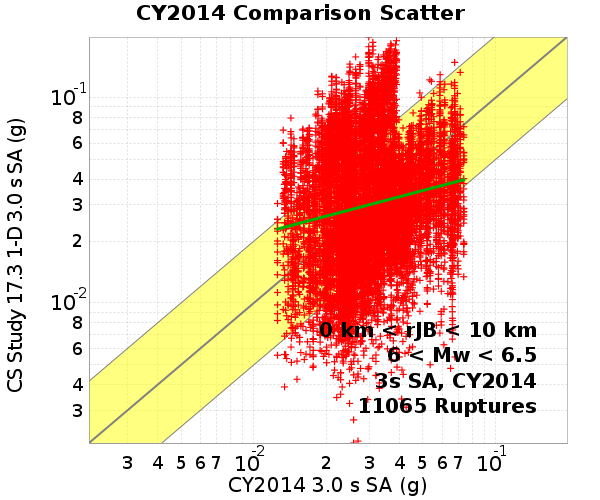 CY2014 Comparison Scatter
CS Study 17.3 1-D 3.0 s SA (g)
10-1
8
6
4
3
2
10-2
8
6
4
3
0 km < rJB < 10 km
6 < Mw < 6.5
3s SA, CY2014
11065 Ruptures
3 4 5 6 7 10-2 2 3 4 5 6 7 10-1
CY2014 3.0 s SA (g)